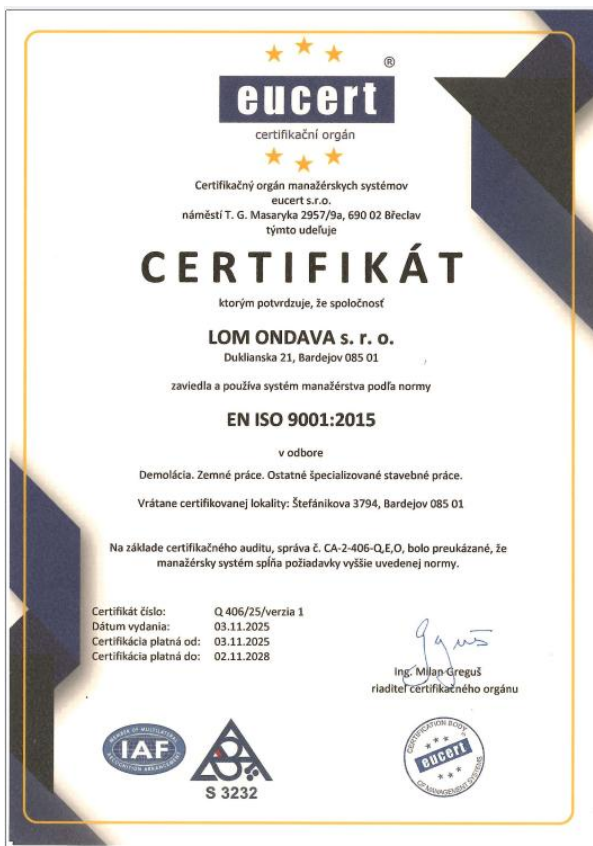 ®
eucert
certifikační orgán
Certifikačný orgán manažérskych systémov
eucert s.r.o.
náměstí T. G. Masaryka 2957/9a, 690 02 Břeclav
týmto udeľuje
CERTIFIKÁT
ktorým potvrdzuje, že spoločnosť
LOM ONDAVA s. r. o.
Duklianska 21, Bardejov 085 01
zaviedla a používa systém manažérstva podľa normy
EN ISO 9001:2015
v odbore
Demolácia. Zemné práce. Ostatné špecializované stavebné práce.
Vrátane certifikovanej lokality: Štefánikova 3794, Bardejov 085 01
Na základe certifikačného auditu, správa č. CA-2-406-Q,E,O, bolo preukázané, že
manažérsky systém spĺňa požiadavky vyššie uvedenej normy.
Certifikát číslo: Q 406/25/verzia 1
Dátum vydania: 03.11.2025
Certifikácia platná od: 03.11.2025
Certifikácia platná do: 02.11.2028
Ing. Milan Greguš
riaditeľ certifikačného orgánu
MEMBER OF MULTILATERAL
IAF
RECOGNITION ARRANGEMENT
S 3232
CERTIFICATION BODY
eucert
OF MANAGEMENT SYSTEMS